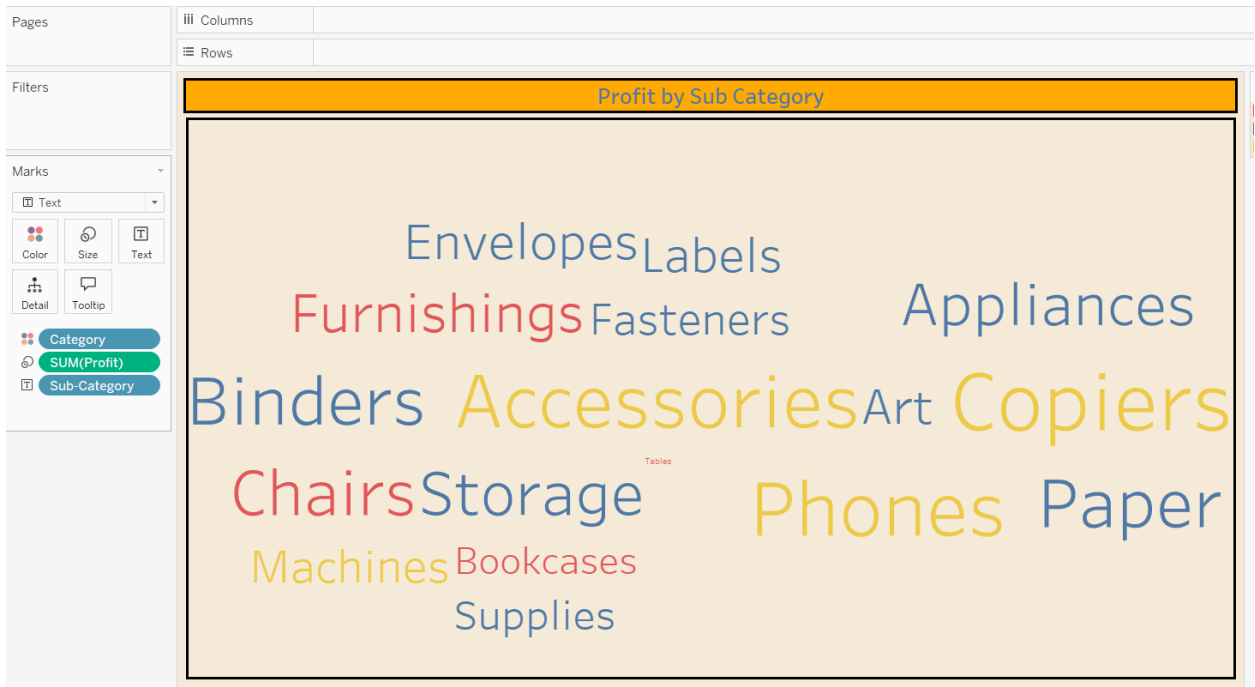 Pages
Columns
Rows
Filters
Marks
Text
Color Size Text
Detail Tooltip
Category
SUM(Profit)
Sub-Category
Profit by Sub Category
Envelopes Labels
Furnishings Fasteners Appliances
Binders Accessories Art Copiers
Tables
Chairs Storage Phones Paper
Machines Bookcases
Supplies